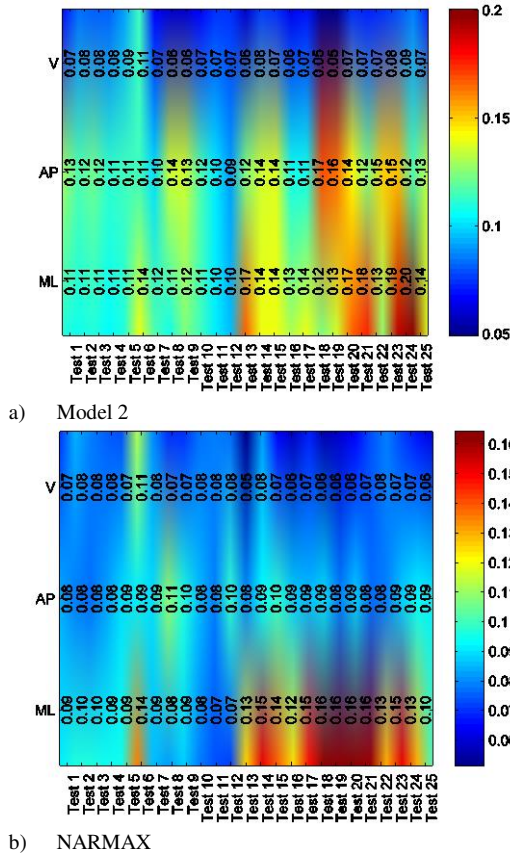 V 0.07 0.08 0.08 0.08 0.09 0.11 0.07 0.08 0.08 0.08 0.07 0.07 0.06 0.08 0.07 0.06 0.07 0.05 0.05 0.07 0.07 0.07 0.08 0.09 0.07
AP 0.13 0.12 0.12 0.11 0.11 0.11 0.10 0.14 0.13 0.12 0.10 0.09 0.12 0.14 0.14 0.11 0.11 0.17 0.16 0.14 0.12 0.15 0.15 0.12 0.13
ML 0.11 0.11 0.11 0.11 0.14 0.12 0.11 0.12 0.11 0.10 0.10 0.17 0.14 0.14 0.13 0.14 0.12 0.13 0.17 0.18 0.13 0.19 0.20 0.14
Test 1 Test 2 Test 3 Test 4 Test 5 Test 6 Test 7 Test 8 Test 9 Test 10 Test 11 Test 12 Test 13 Test 14 Test 15 Test 16 Test 17 Test 18 Test 19 Test 20 Test 21 Test 22 Test 23 Test 24 Test 25
0.2
0.15
0.1
0.05
a) Model 2
V 0.07 0.08 0.08 0.08 0.07 0.11 0.08 0.07 0.07 0.08 0.08 0.08 0.05 0.08 0.07 0.06 0.07 0.06 0.06 0.06 0.07 0.08 0.07 0.07 0.06
AP 0.08 0.08 0.08 0.08 0.09 0.09 0.09 0.11 0.10 0.08 0.08 0.10 0.08 0.09 0.10 0.09 0.08 0.08 0.08 0.09 0.08 0.08 0.09 0.09 0.09
ML 0.09 0.10 0.10 0.09 0.09 0.14 0.09 0.08 0.09 0.08 0.07 0.07 0.13 0.15 0.14 0.12 0.15 0.16 0.16 0.16 0.16 0.13 0.15 0.13 0.10
Test 1 Test 2 Test 3 Test 4 Test 5 Test 6 Test 7 Test 8 Test 9 Test 10 Test 11 Test 12 Test 13 Test 14 Test 15 Test 16 Test 17 Test 18 Test 19 Test 20 Test 21 Test 22 Test 23 Test 24 Test 25
b) NARMAX